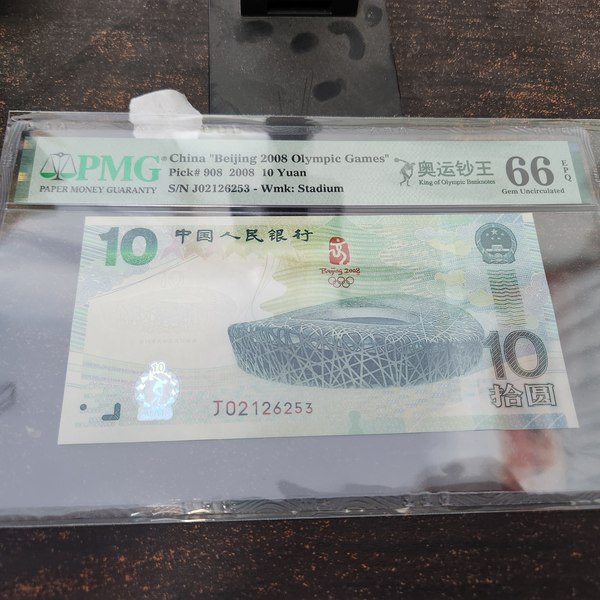 PMG
PAPER MONEY GUARANTY
China "Beijing 2008 Olympic Games"
Pick# 908 2008 10 Yuan
S/N J02126253 - Wmk: Stadium
奥运钞王
King of Olympic Banknotes
66 EPQ
Gem Uncirculated
10 中国人民银行
Beijing 2008
10
J02126253
10
拾圆